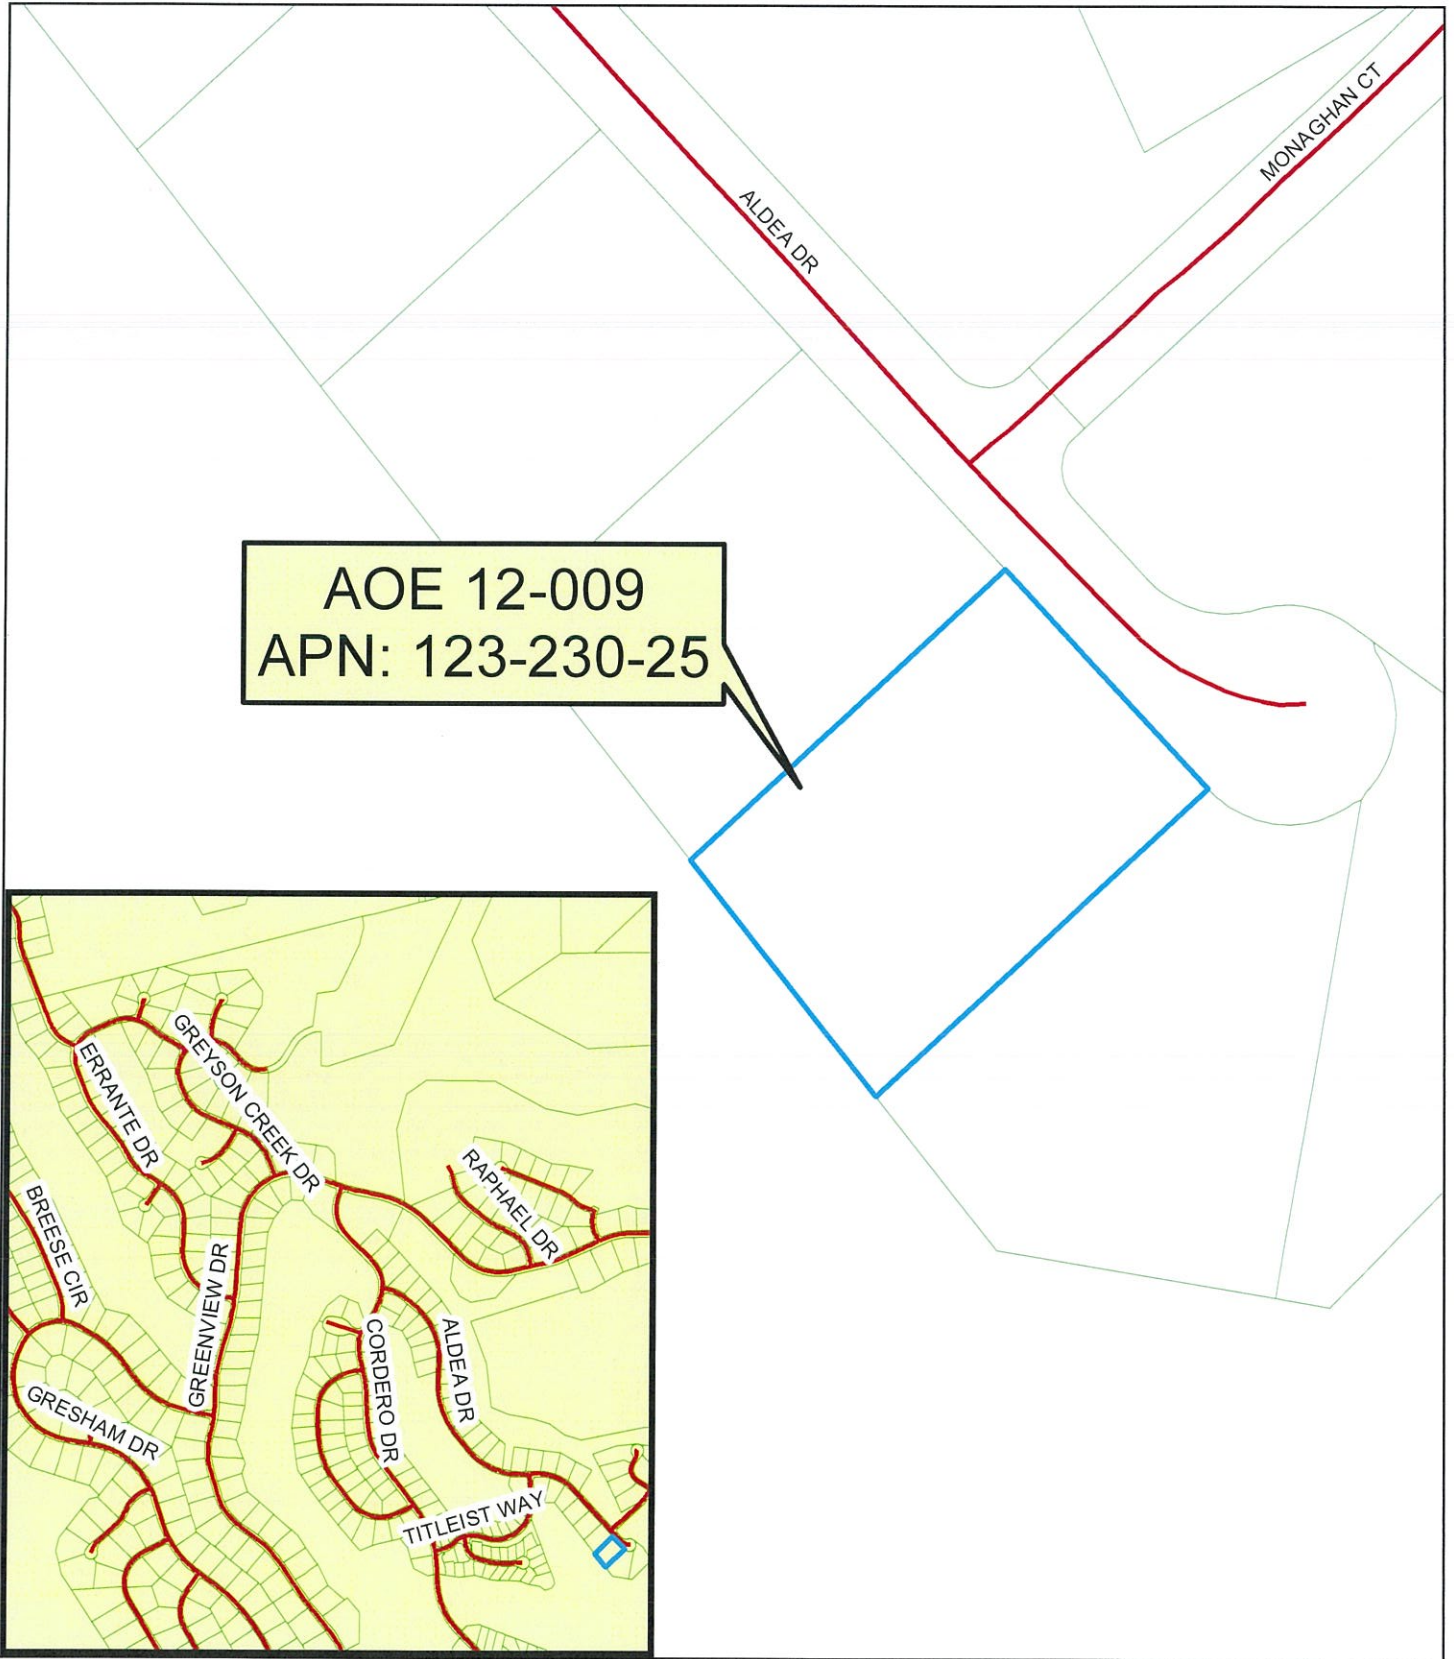 MONAGHAN CT
ALDEA DR
AOE 12-009
APN: 123-230-25
GREYSON CREEK DR
ERRANTE DR
RAPHAEL DR
BREESE CIR
GREENVIEW DR
CORDERO DR
ALDEA DR
GRESHAM DR
TITLEIST WAY